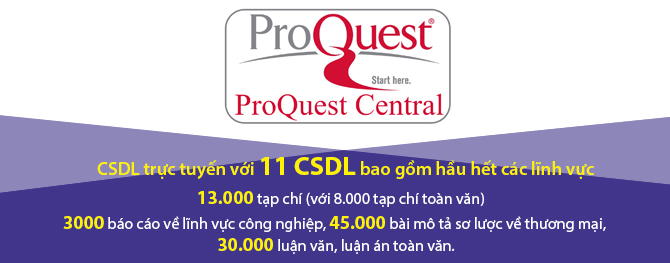 ProQuest®
Start here.
ProQuest Central
CSDL trực tuyến với 11 CSDL bao gồm hầu hết các lĩnh vực
13.000 tạp chí (với 8.000 tạp chí toàn văn)
3000 báo cáo về lĩnh vực công nghiệp, 45.000 bài mô tả sơ lược về thương mại,
30.000 luận văn, luận án toàn văn.